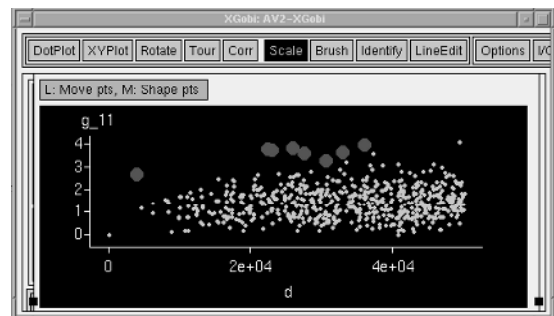 XGobi: AV2-XGobi
DotPlot XYPlot Rotate Tour Corr Scale Brush Identify LineEdit Options I/O
L: Move pts, M: Shape pts
g_11
4
3
2
1
0
0 2e+04 4e+04
d